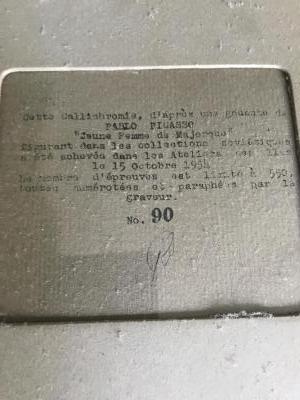 Cette Callichromie, d'après une gouache de
PABLO PICASSO
"Jeune Femme de Majorque"
figurant dans les collections soviétiques
a été achevée dans les Ateliers
le 15 Octobre 1954
Le nombre d'épreuves est limité à 550,
toutes numérotées et paraphées par le
graveur.
No. 90